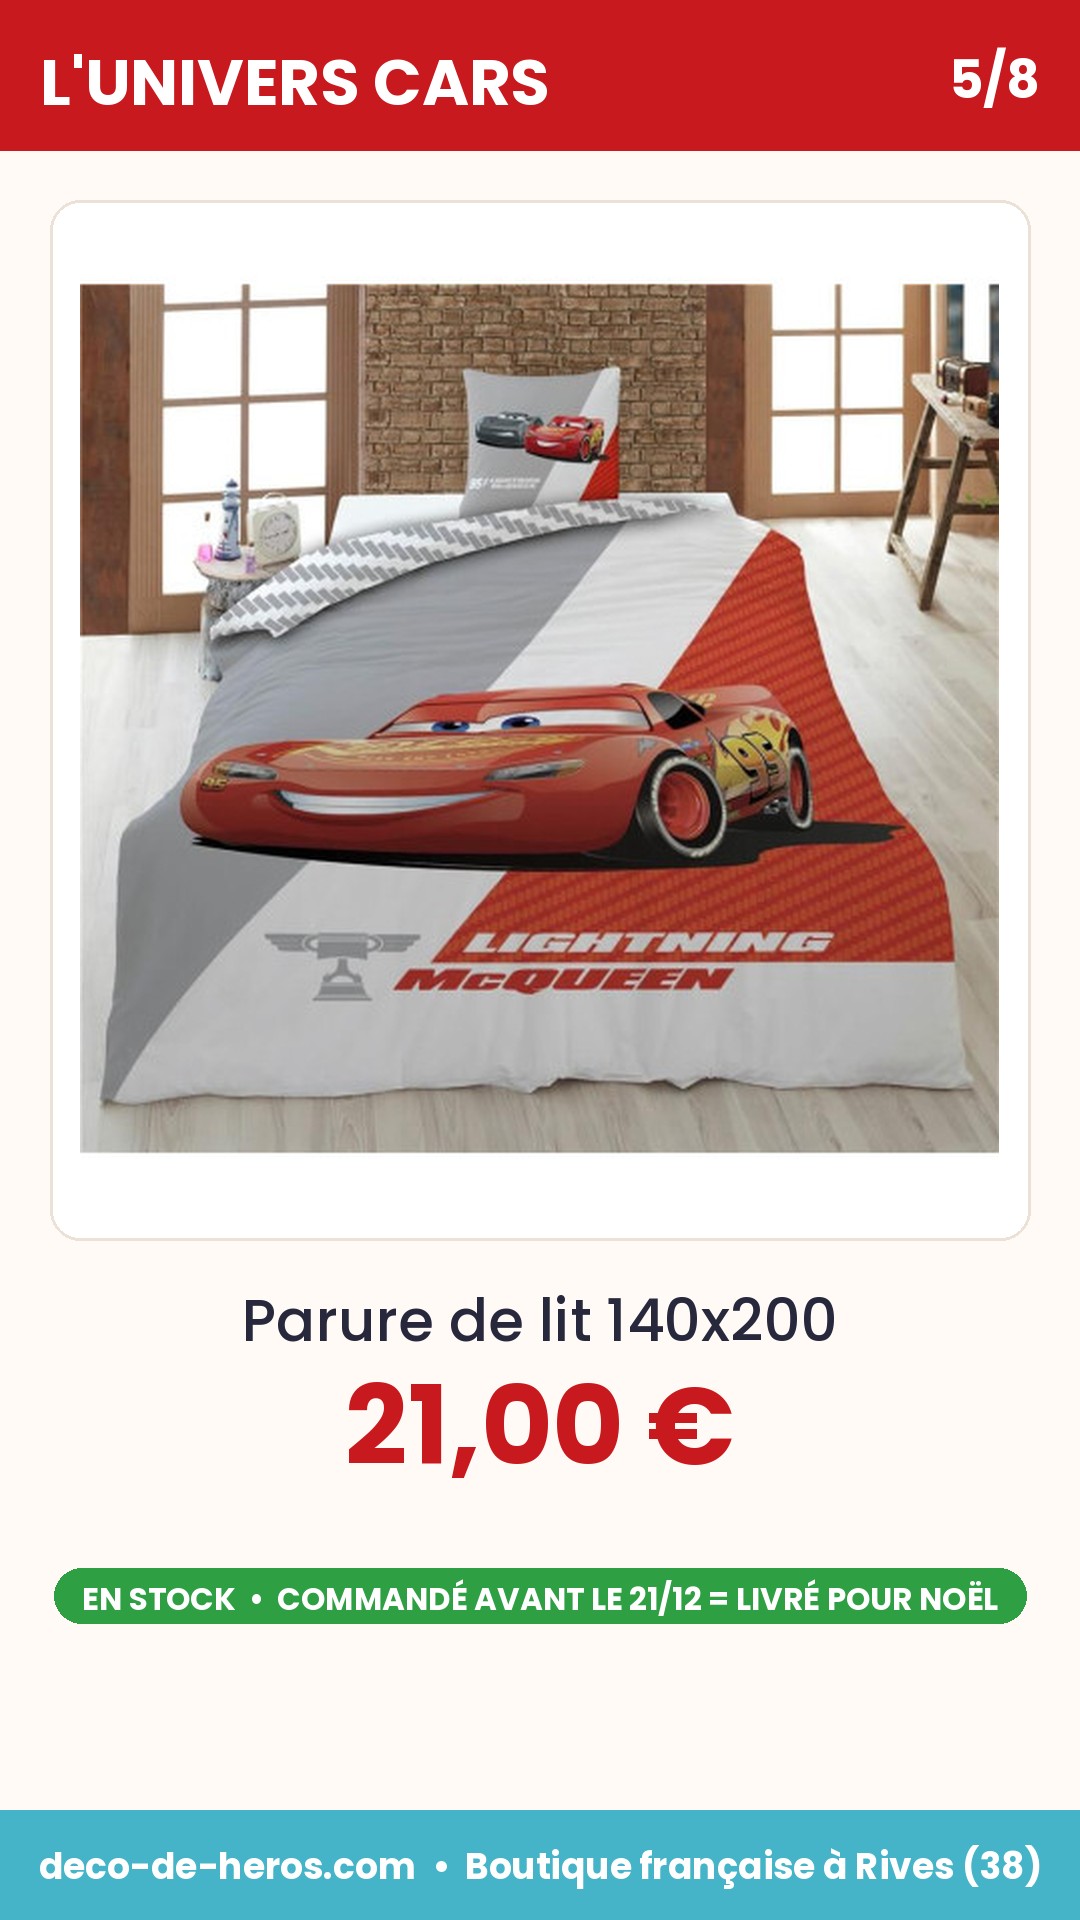 L'UNIVERS CARS
5/8
95
LIGHTNING
McQUEEN
Parure de lit 140x200
21,00 €
EN STOCK • COMMANDÉ AVANT LE 21/12 = LIVRÉ POUR NOËL
deco-de-heros.com • Boutique française à Rives (38)